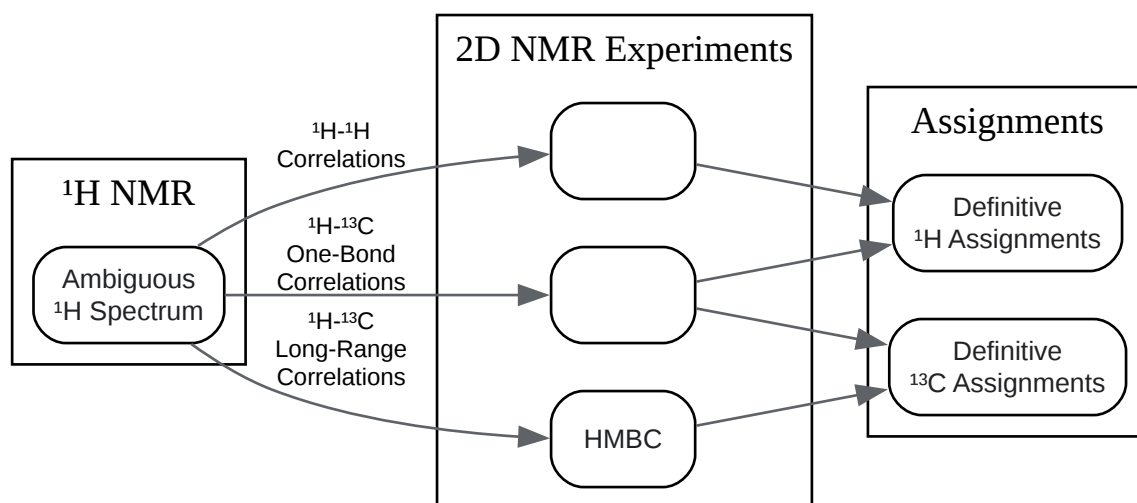 ¹H NMR
Ambiguous
¹H Spectrum
¹H-¹H
Correlations
¹H-¹³C
One-Bond
Correlations
¹H-¹³C
Long-Range
Correlations
2D NMR Experiments
HMBC
Assignments
Definitive
¹H Assignments
Definitive
¹³C Assignments